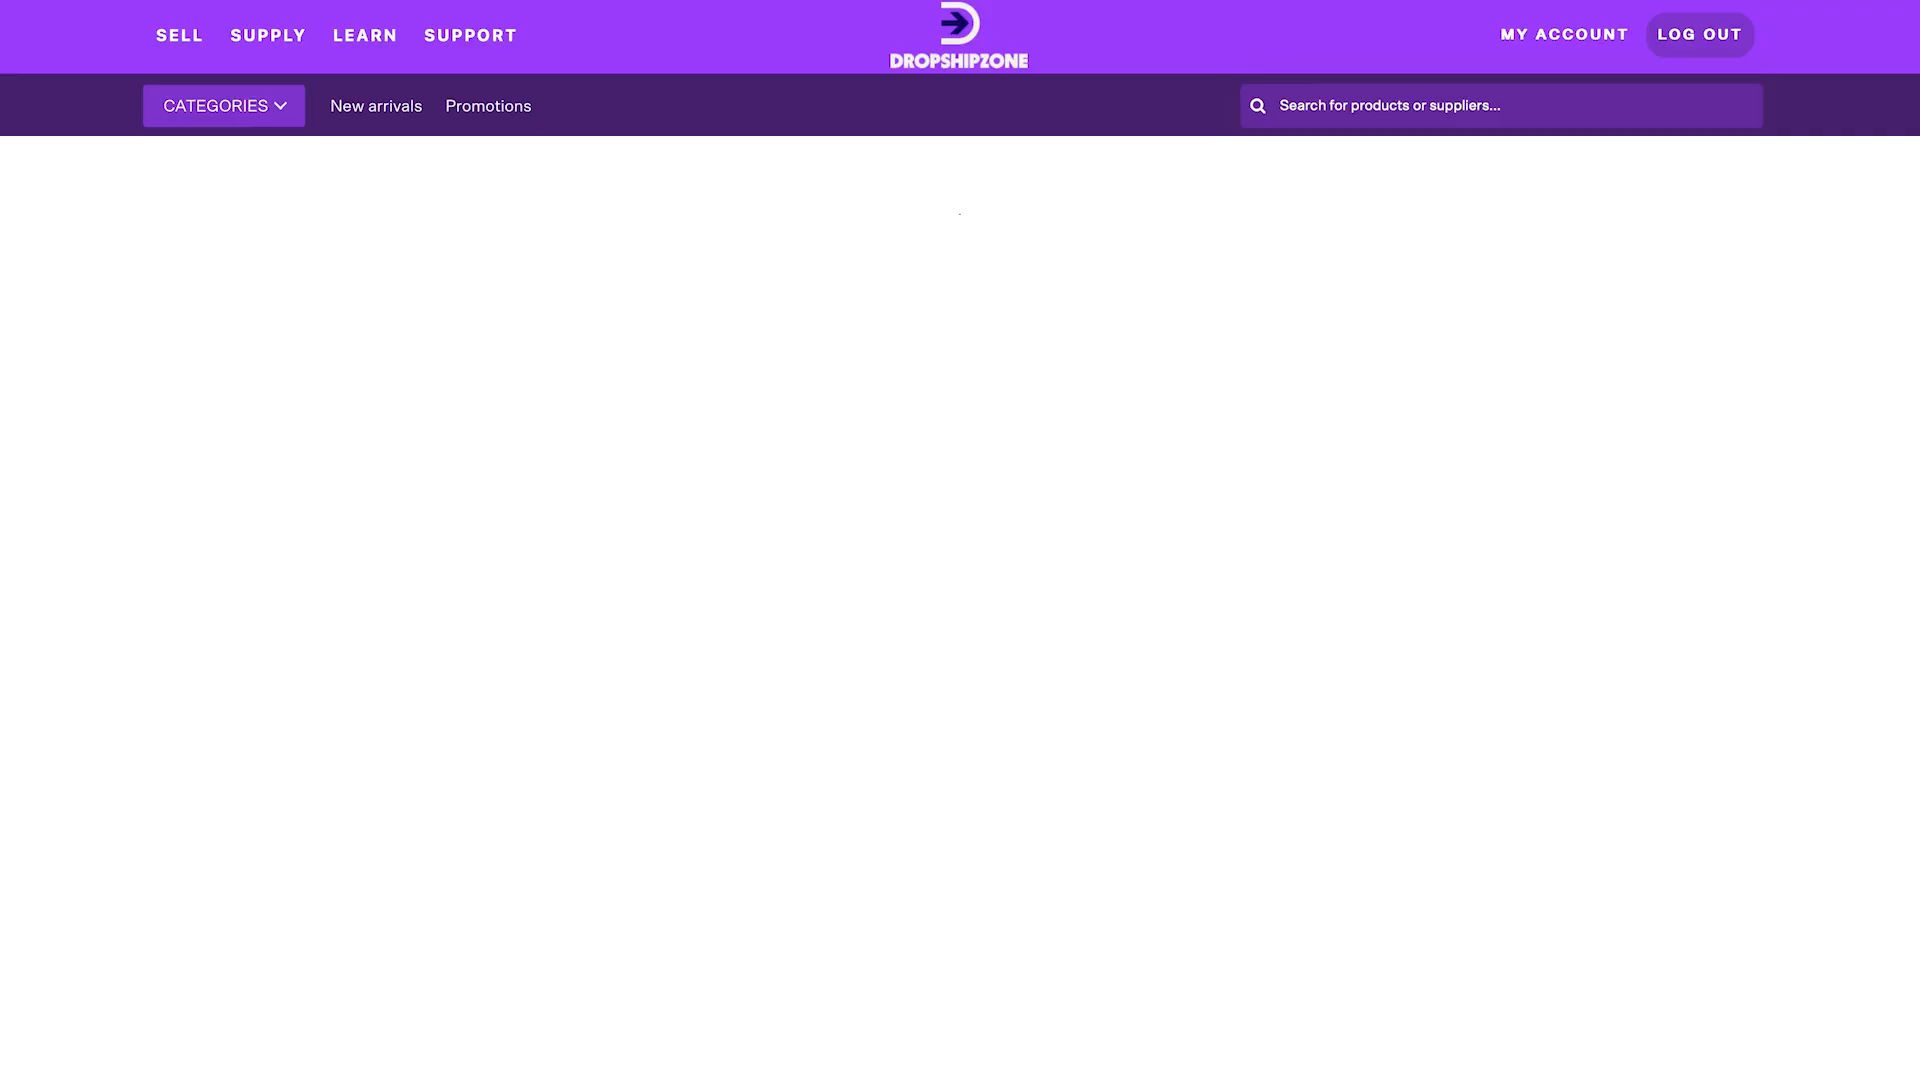 SELL SUPPLY LEARN SUPPORT
DROPSHIPZONE
MY ACCOUNT LOG OUT
CATEGORIES New arrivals Promotions
Search for products or suppliers...